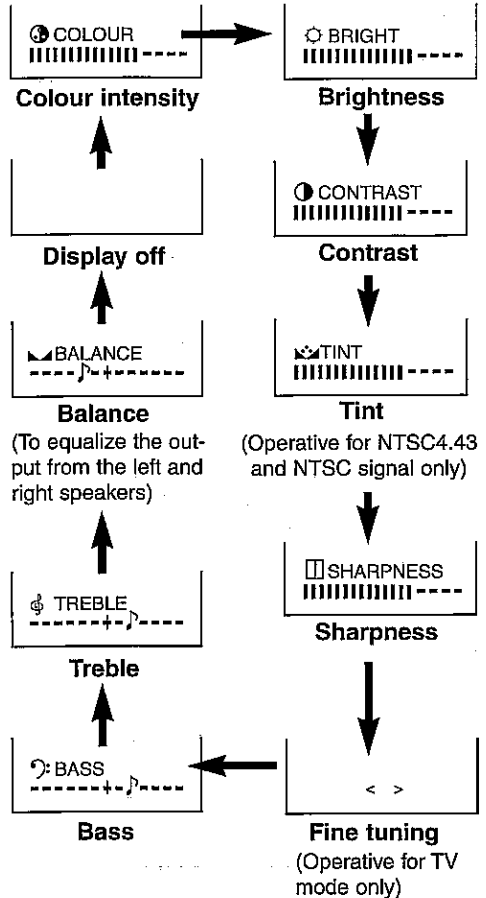 COLOUR
Colour intensity
BRIGHT
Brightness
CONTRAST
Contrast
TINT
Tint
(Operative for NTSC4.43
and NTSC signal only)
SHARPNESS
Sharpness
< >
Fine tuning
(Operative for TV
mode only)
BASS
Bass
TREBLE
Treble
BALANCE
Balance
(To equalize the out-
put from the left and
right speakers)
Display off